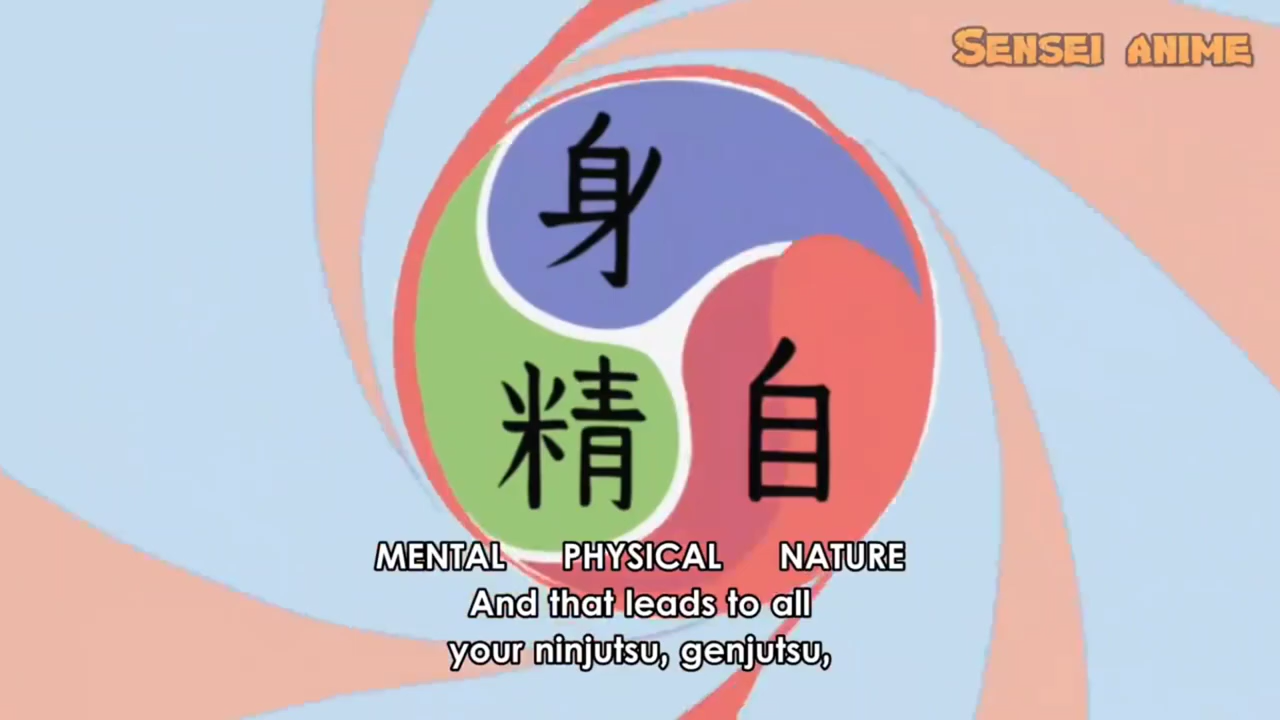 SENSEI ANIME
身
精 自
MENTAL PHYSICAL NATURE
And that leads to all
your ninjutsu, genjutsu,